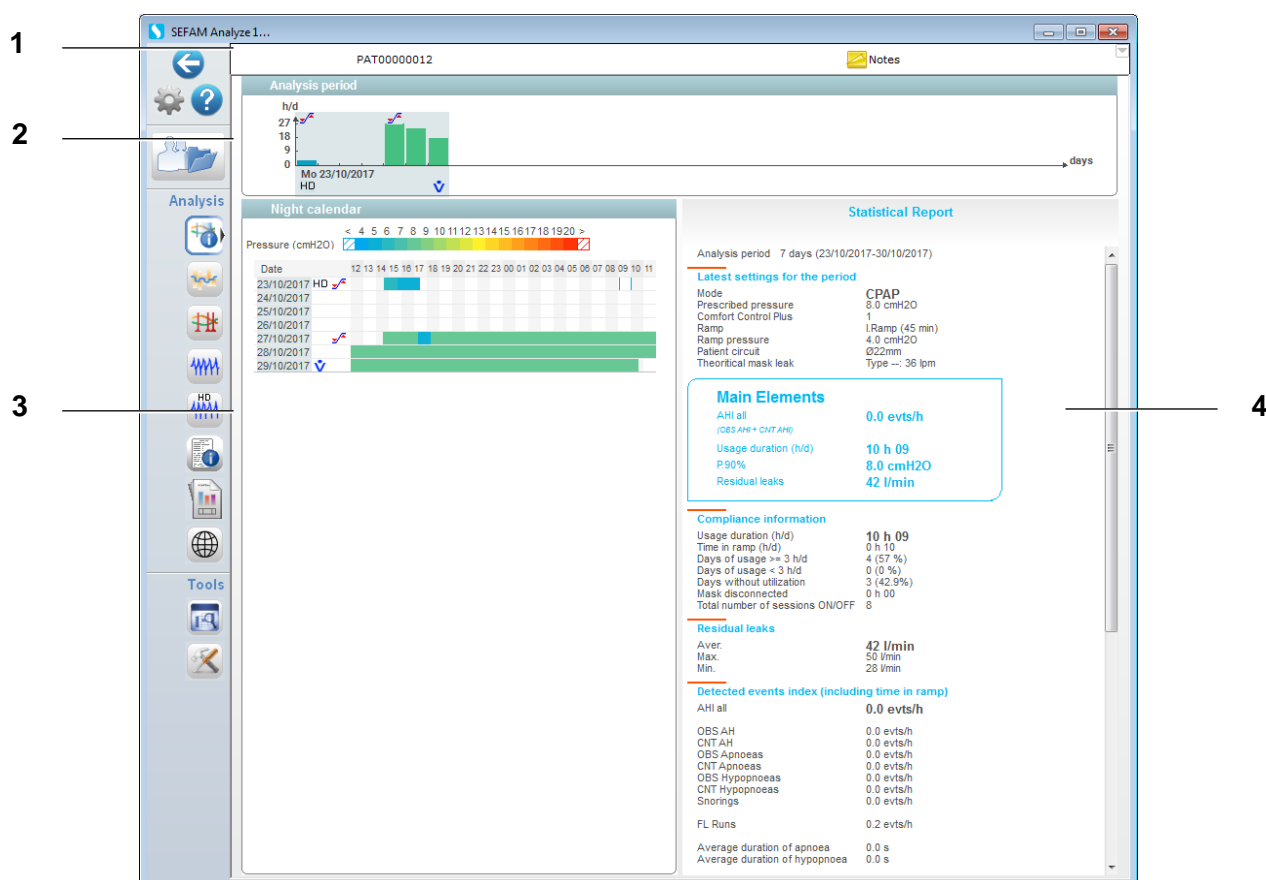 SEFAM Analyze 1...
1
PAT00000012 Notes
Analysis period
h/d
27
18
9
0
days
Mo 23/10/2017
HD
2
Analysis
HD
Tools
3
Night calendar
< 4 5 6 7 8 9 10 11 12 13 14 15 16 17 18 19 20 >
Pressure (cmH2O)
Date 12 13 14 15 16 17 18 19 20 21 22 23 00 01 02 03 04 05 06 07 08 09 10 11
23/10/2017 HD
24/10/2017
25/10/2017
26/10/2017
27/10/2017
28/10/2017
29/10/2017
Statistical Report
Analysis period 7 days (23/10/2017-30/10/2017)
Latest settings for the period
Mode CPAP
Prescribed pressure 8.0 cmH2O
Comfort Control Plus 1
Ramp I.Ramp (45 min)
Ramp pressure 4.0 cmH2O
Patient circuit Ø22mm
Theoritical mask leak Type --: 36 lpm
Main Elements
AHI all 0.0 evts/h
(OBS AHI + CNT AHI)
Usage duration (h/d) 10 h 09
P.90% 8.0 cmH2O
Residual leaks 42 l/min
4
Compliance information
Usage duration (h/d) 10 h 09
Time in ramp (h/d) 0 h 10
Days of usage >= 3 h/d 4 (57 %)
Days of usage < 3 h/d 0 (0 %)
Days without utilization 3 (42.9%)
Mask disconnected 0 h 00
Total number of sessions ON/OFF 8
Residual leaks
Aver. 42 l/min
Max. 50 l/min
Min. 28 l/min
Detected events index (including time in ramp)
AHI all 0.0 evts/h
OBS AH 0.0 evts/h
CNT AH 0.0 evts/h
OBS Apnoeas 0.0 evts/h
CNT Apnoeas 0.0 evts/h
OBS Hypopnoeas 0.0 evts/h
CNT Hypopnoeas 0.0 evts/h
Snorings 0.0 evts/h
FL Runs 0.2 evts/h
Average duration of apnoea 0.0 s
Average duration of hypopnoea 0.0 s